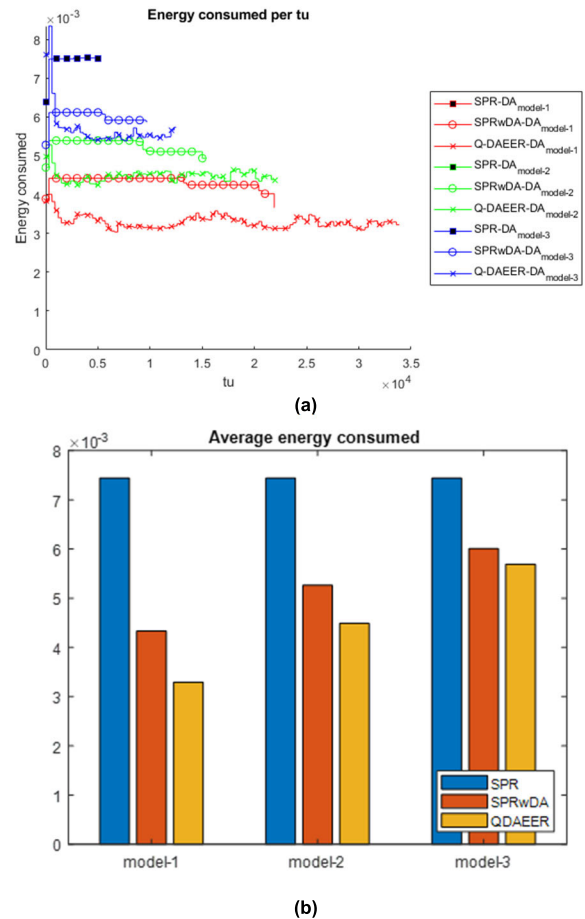 Energy consumed per tu
×10-3
8
7
6
5
4
3
2
1
0
Energy consumed
0 0.5 1 1.5 2 2.5 3 3.5
tu
×104
SPR-DAmodel-1
SPRwDA-DAmodel-1
Q-DAEER-DAmodel-1
SPR-DAmodel-2
SPRwDA-DAmodel-2
Q-DAEER-DAmodel-2
SPR-DAmodel-3
SPRwDA-DAmodel-3
Q-DAEER-DAmodel-3
(a)
Average energy consumed
×10-3
8
7
6
5
4
3
2
1
0
SPR
SPRwDA
QDAEER
model-1 model-2 model-3
(b)